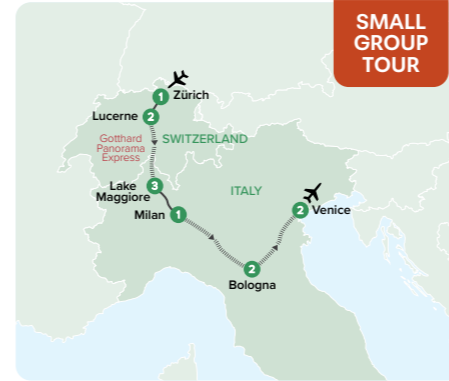 SMALL
GROUP
TOUR
1 Zürich
Lucerne 2
Gotthard
Panorama
Express
SWITZERLAND
Lake
Maggiore 3
ITALY
Milan 1
2 Venice
2
Bologna